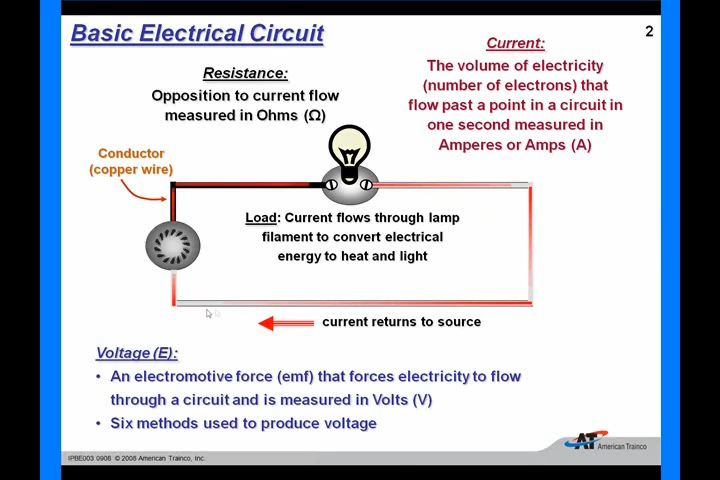 Basic Electrical Circuit
2
Current:
The volume of electricity
(number of electrons) that
flow past a point in a circuit in
one second measured in
Amperes or Amps (A)
Resistance:
Opposition to current flow
measured in Ohms (Ω)
Conductor
(copper wire)
Load: Current flows through lamp
filament to convert electrical
energy to heat and light
current returns to source
Voltage (E):
• An electromotive force (emf) that forces electricity to flow
through a circuit and is measured in Volts (V)
• Six methods used to produce voltage
AT American Trainco
IPBE003 0908 © 2008 American Trainco, Inc.